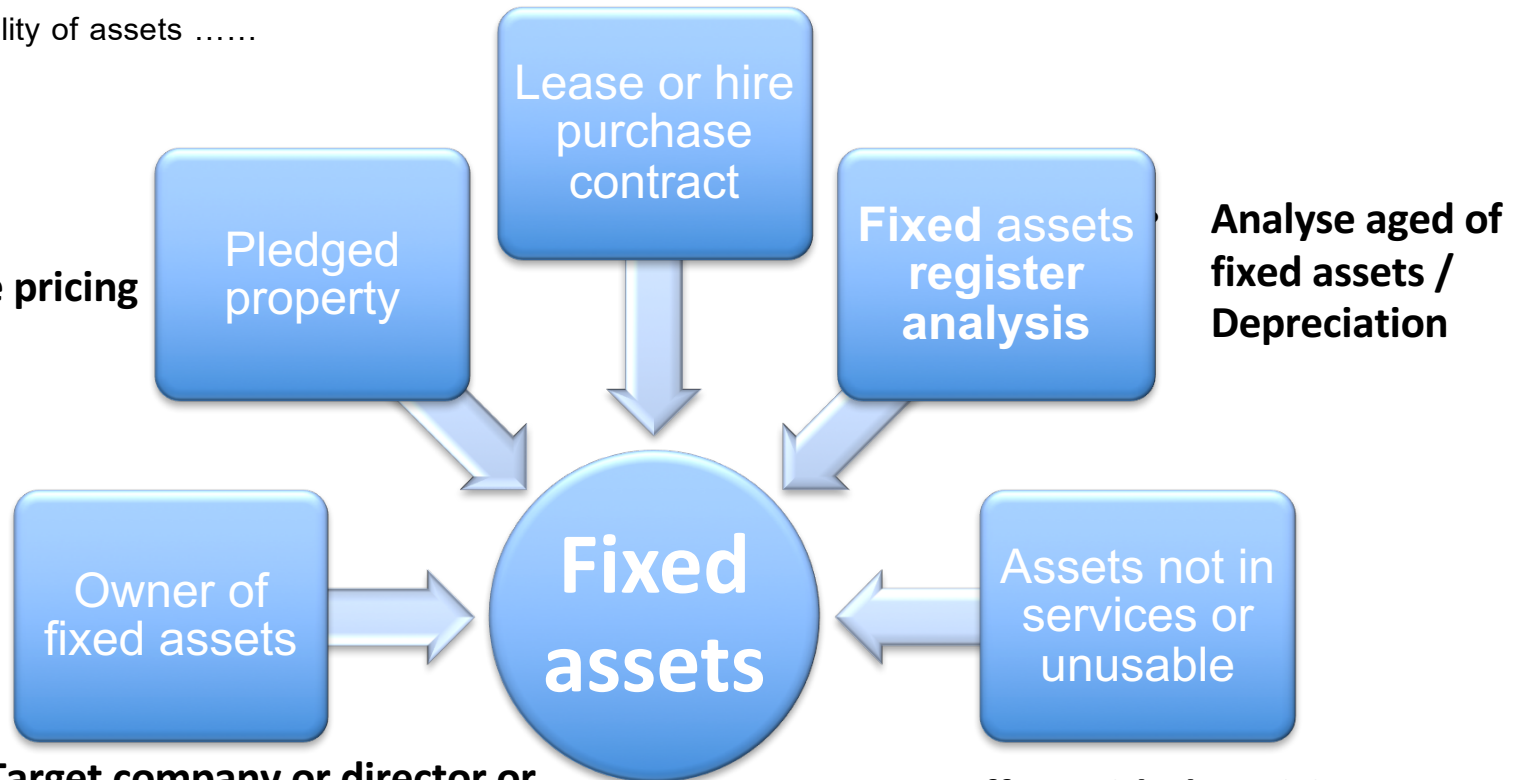 lity of assets ……
Lease or hire
purchase
contract
Pledged
property
Fixed assets
register
analysis
Analyse aged of
fixed assets /
Depreciation
pricing
Owner of
fixed assets
Fixed
assets
Assets not in
services or
unusable
Target company or director or